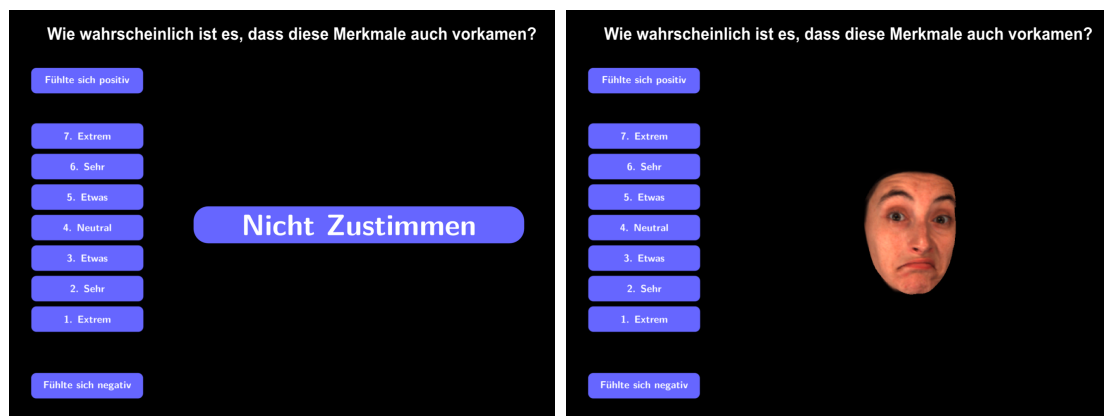 Wie wahrscheinlich ist es, dass diese Merkmale auch vorkamen?
Fühlte sich positiv
7. Extrem
6. Sehr
5. Etwas
4. Neutral
3. Etwas
2. Sehr
1. Extrem
Fühlte sich negativ
Nicht Zustimmen
Wie wahrscheinlich ist es, dass diese Merkmale auch vorkamen?
Fühlte sich positiv
7. Extrem
6. Sehr
5. Etwas
4. Neutral
3. Etwas
2. Sehr
1. Extrem
Fühlte sich negativ